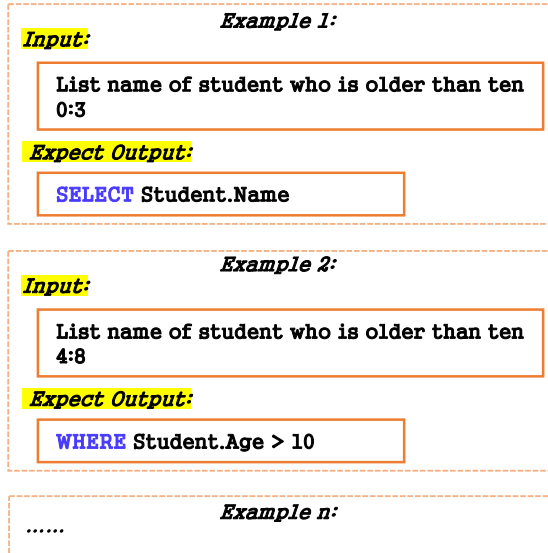 Example 1:
Input:
List name of student who is older than ten
0:3
Expect Output:
SELECT Student.Name
Example 2:
Input:
List name of student who is older than ten
4:8
Expect Output:
WHERE Student.Age > 10
Example n:
......